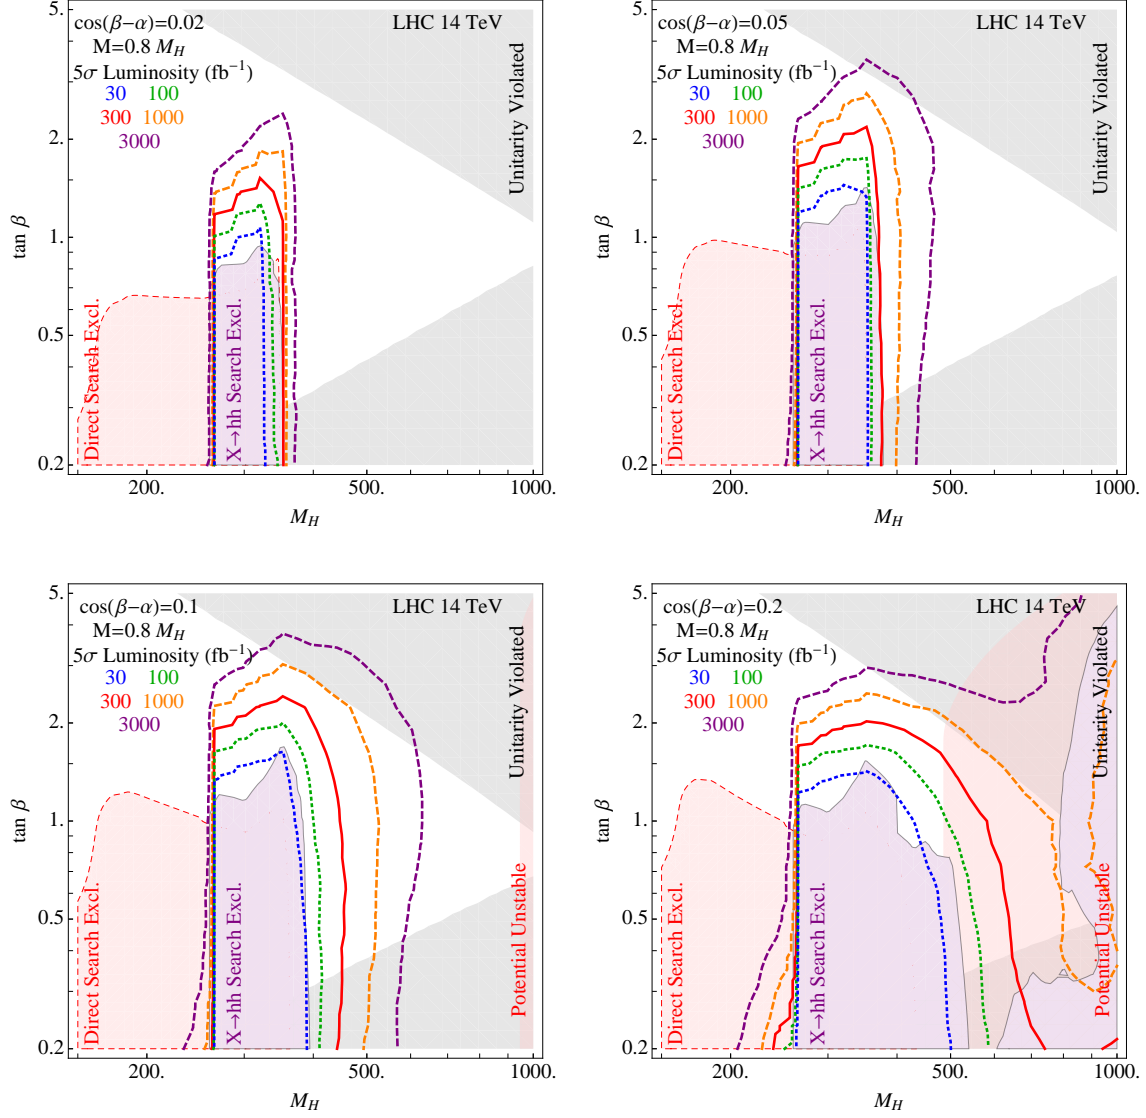 cos(β−α)=0.02
LHC 14 TeV
M=0.8 M_H
5σ Luminosity (fb⁻¹)
30 100
300 1000
3000
Unitarity Violated
Direct Search Excl.
X→hh Search Excl.
tan β
5.
2.
1.
0.5
0.2
200. 500. 1000.
M_H
cos(β−α)=0.05
LHC 14 TeV
M=0.8 M_H
5σ Luminosity (fb⁻¹)
30 100
300 1000
3000
Unitarity Violated
Direct Search Excl.
X→hh Search Excl.
tan β
5.
2.
1.
0.5
0.2
200. 500. 1000.
M_H
cos(β−α)=0.1
LHC 14 TeV
M=0.8 M_H
5σ Luminosity (fb⁻¹)
30 100
300 1000
3000
Unitarity Violated
Direct Search Excl.
X→hh Search Excl.
Potential Unstable
tan β
5.
2.
1.
0.5
0.2
200. 500. 1000.
M_H
cos(β−α)=0.2
LHC 14 TeV
M=0.8 M_H
5σ Luminosity (fb⁻¹)
30 100
300 1000
3000
Unitarity Violated
Direct Search Excl.
X→hh Search Excl.
Potential Unstable
tan β
5.
2.
1.
0.5
0.2
200. 500. 1000.
M_H